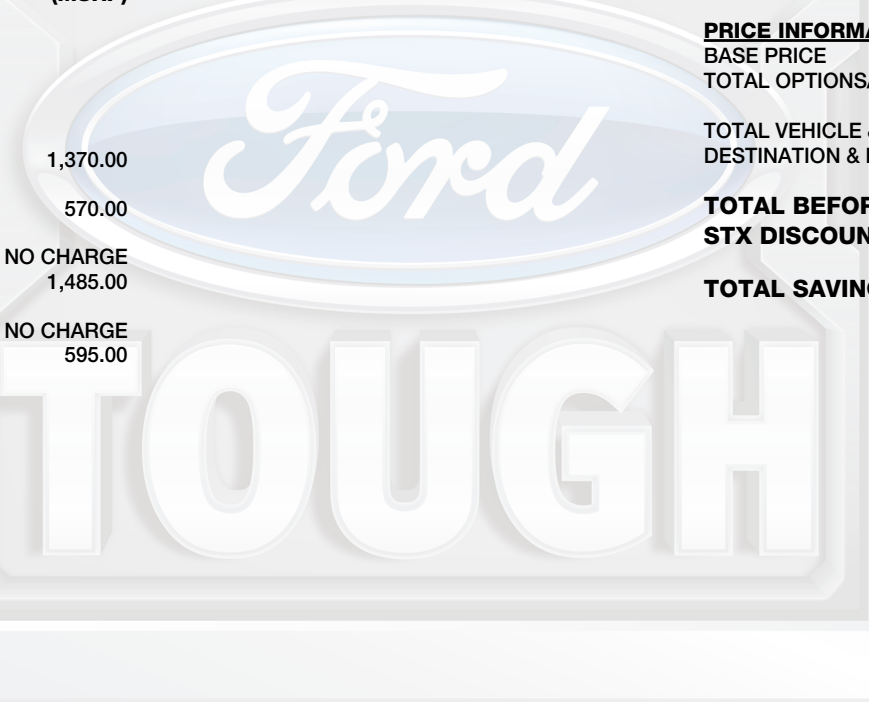 (MSRP)
1,370.00
570.00
NO CHARGE
1,485.00
NO CHARGE
595.00
PRICE INFORMA
BASE PRICE
TOTAL OPTIONS/
TOTAL VEHICLE &
DESTINATION &
TOTAL BEFOR
STX DISCOUN
TOTAL SAVING
Ford
TOUGH